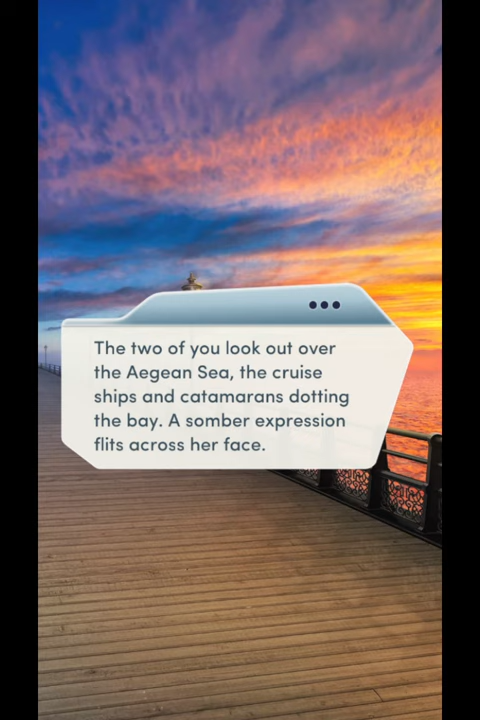 The two of you look out over
the Aegean Sea, the cruise
ships and catamarans dotting
the bay. A somber expression
flits across her face.